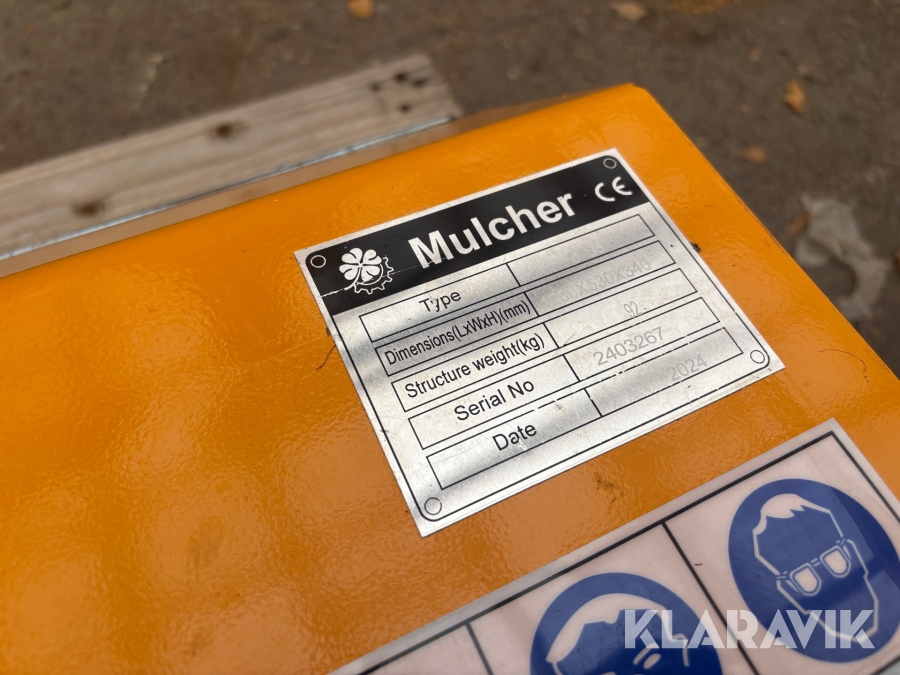 Mulcher CE
Type
Dimensions(LxWxH)(mm)
Structure weight(kg) 92
Serial No 2403267
Date 2024
KLARAVIK